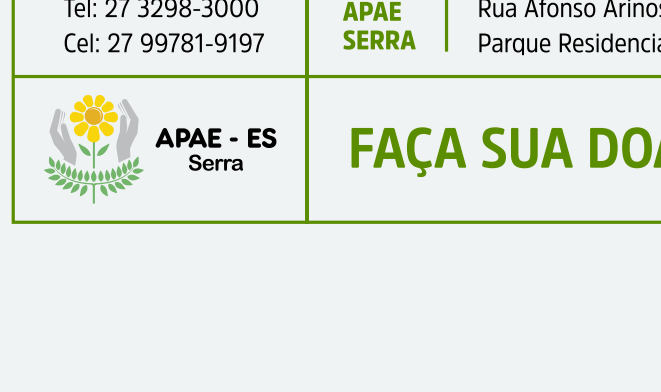 Tel: 27 3298-3000
Cel: 27 99781-9197
APAE
SERRA
Rua Afonso Arinos
Parque Residencia
APAE - ES
Serra
FAÇA SUA DOA